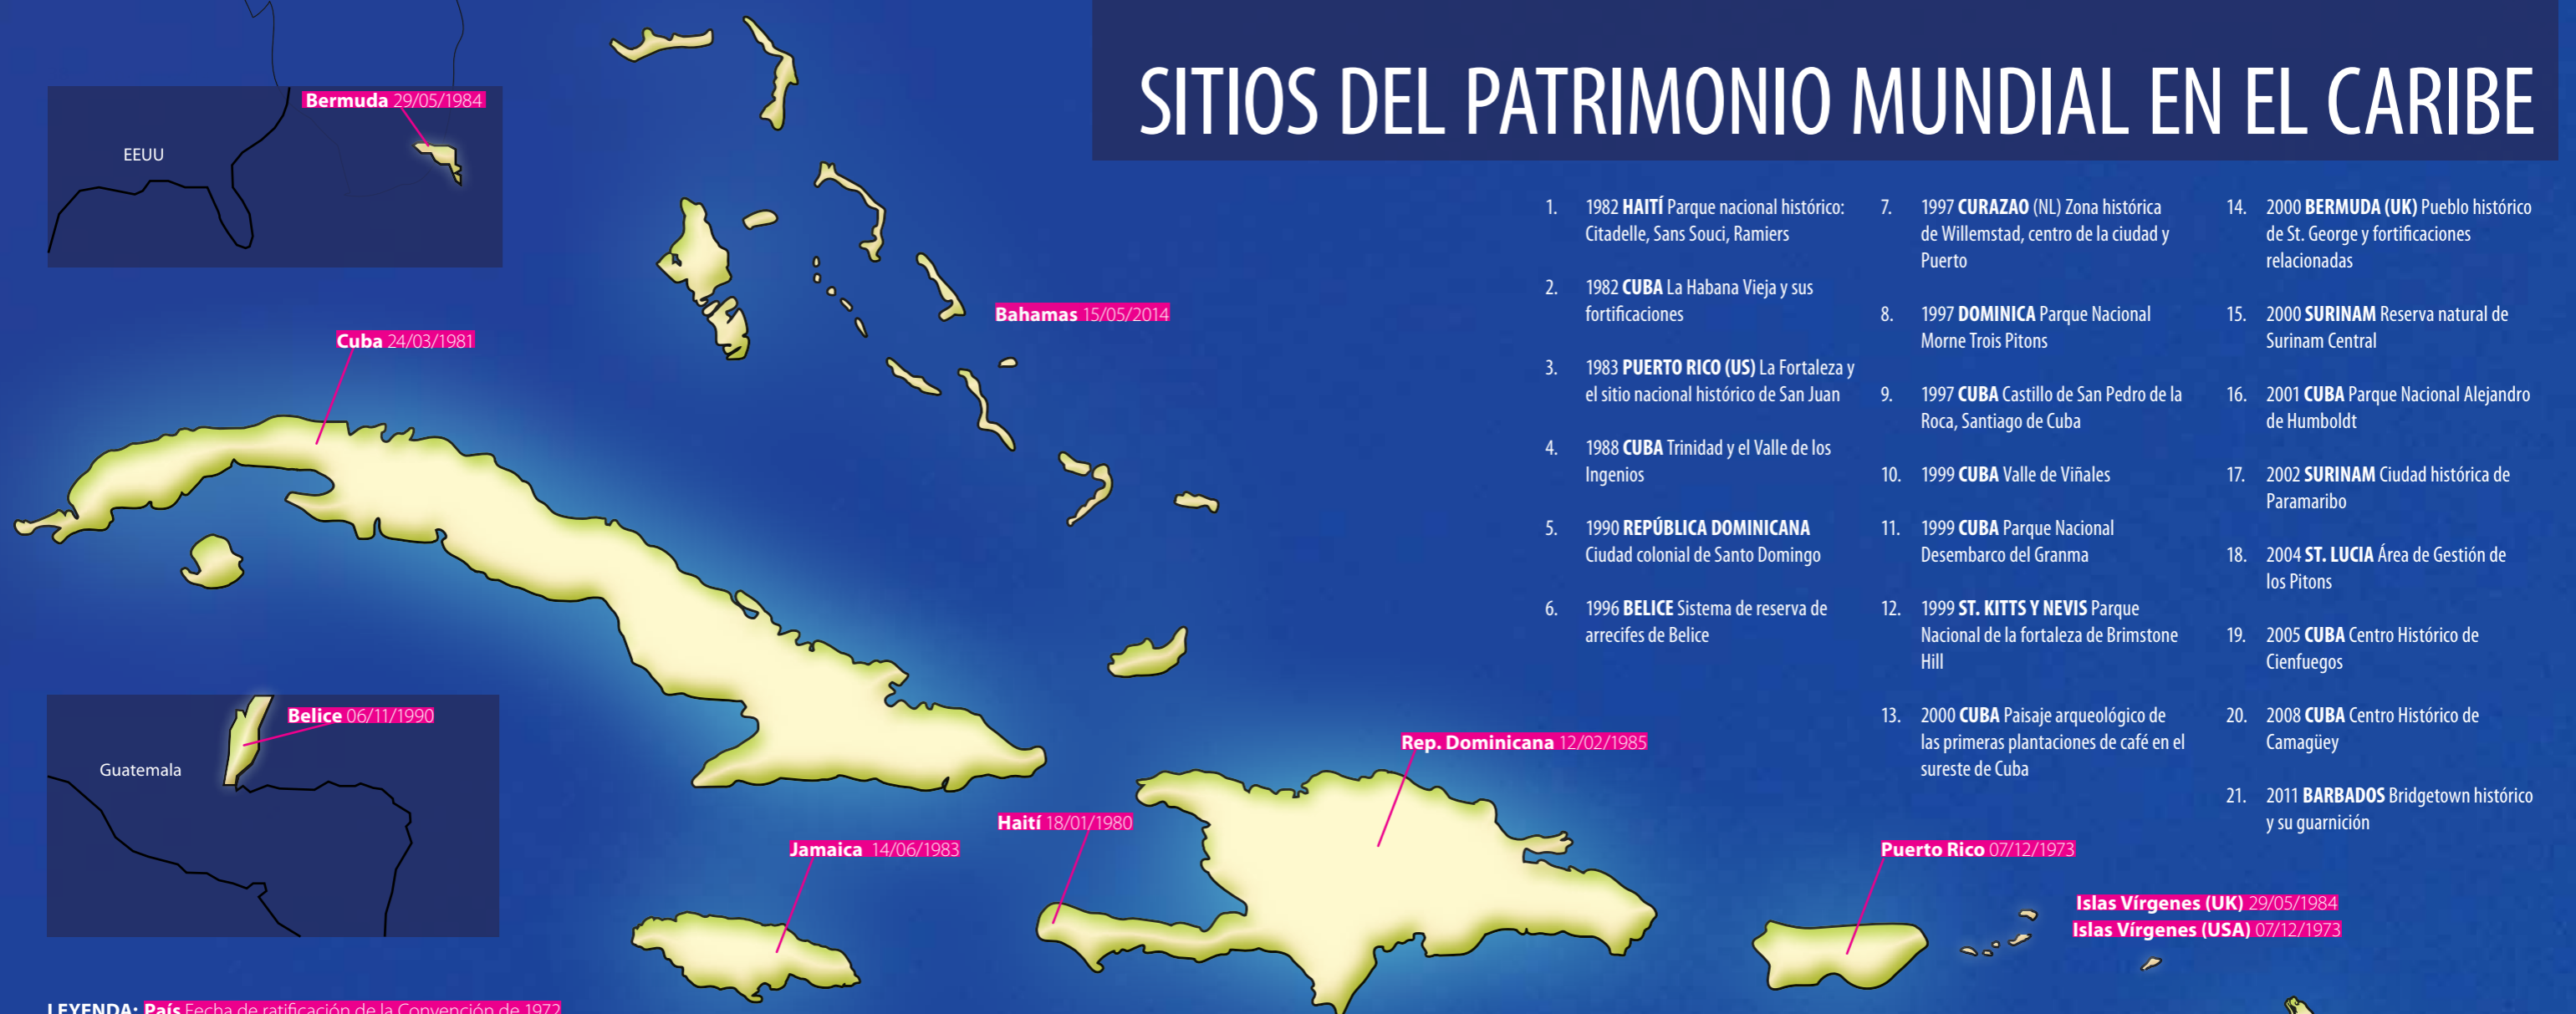 SITIOS DEL PATRIMONIO MUNDIAL EN EL CARIBE
Bermuda 29/05/1984
EEUU
Bahamas 15/05/2014
Cuba 24/03/1981
Belice 06/11/1990
Guatemala
Rep. Dominicana 12/02/1985
Haití 18/01/1980
Jamaica 14/06/1983
Puerto Rico 07/12/1973
Islas Vírgenes (UK) 29/05/1984
Islas Vírgenes (USA) 07/12/1973
LEYENDA: País Fecha de ratificación de la Convención de 1972
1. 1982 HAITÍ Parque nacional histórico:
Citadelle, Sans Souci, Ramiers
2. 1982 CUBA La Habana Vieja y sus
fortificaciones
3. 1983 PUERTO RICO (US) La Fortaleza y
el sitio nacional histórico de San Juan
4. 1988 CUBA Trinidad y el Valle de los
Ingenios
5. 1990 REPÚBLICA DOMINICANA
Ciudad colonial de Santo Domingo
6. 1996 BELICE Sistema de reserva de
arrecifes de Belice
7. 1997 CURAZAO (NL) Zona histórica
de Willemstad, centro de la ciudad y
Puerto
8. 1997 DOMINICA Parque Nacional
Morne Trois Pitons
9. 1997 CUBA Castillo de San Pedro de la
Roca, Santiago de Cuba
10. 1999 CUBA Valle de Viñales
11. 1999 CUBA Parque Nacional
Desembarco del Granma
12. 1999 ST. KITTS Y NEVIS Parque
Nacional de la fortaleza de Brimstone
Hill
13. 2000 CUBA Paisaje arqueológico de
las primeras plantaciones de café en el
sureste de Cuba
14. 2000 BERMUDA (UK) Pueblo histórico
de St. George y fortificaciones
relacionadas
15. 2000 SURINAM Reserva natural de
Surinam Central
16. 2001 CUBA Parque Nacional Alejandro
de Humboldt
17. 2002 SURINAM Ciudad histórica de
Paramaribo
18. 2004 ST. LUCIA Área de Gestión de
los Pitons
19. 2005 CUBA Centro Histórico de
Cienfuegos
20. 2008 CUBA Centro Histórico de
Camagüey
21. 2011 BARBADOS Bridgetown histórico
y su guarnición